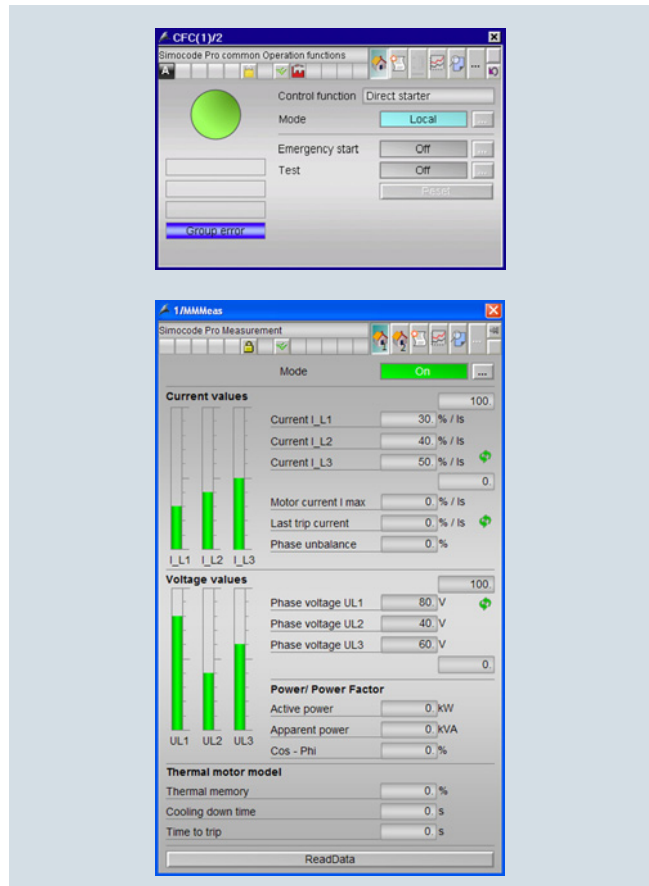 CFC(1)/2
Simocode Pro common Operation functions
A
...
Control function Direct starter
Mode Local ...
Emergency start Off ...
Test Off ...
Reset
Group error
1/MMMeas
Simocode Pro Measurement
1 2 ...
Mode On ...
Current values 100.
Current I_L1 30. % / Is
Current I_L2 40. % / Is
Current I_L3 50. % / Is
0.
Motor current I max 0. % / Is
Last trip current 0. % / Is
Phase unbalance 0. %
I_L1 I_L2 I_L3
Voltage values 100.
Phase voltage UL1 80. V
Phase voltage UL2 40. V
Phase voltage UL3 60. V
0.
Power/ Power Factor
Active power 0. kW
Apparent power 0. kVA
UL1 UL2 UL3
Cos - Phi 0. %
Thermal motor model
Thermal memory 0. %
Cooling down time 0. s
Time to trip 0. s
ReadData